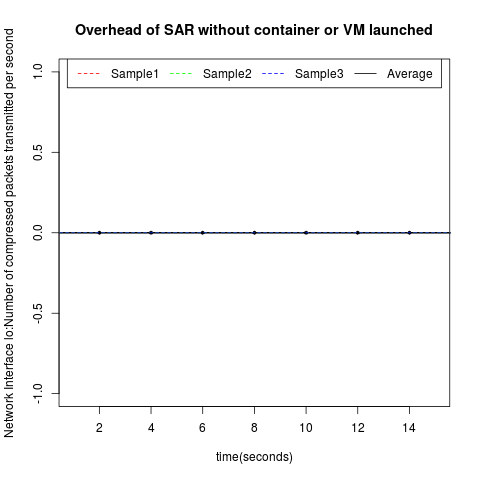 Overhead of SAR without container or VM launched
Sample1 Sample2 Sample3 Average
Network Interface lo:Number of compressed packets transmitted per second
1.0
0.5
0.0
-0.5
-1.0
2 4 6 8 10 12 14
time(seconds)